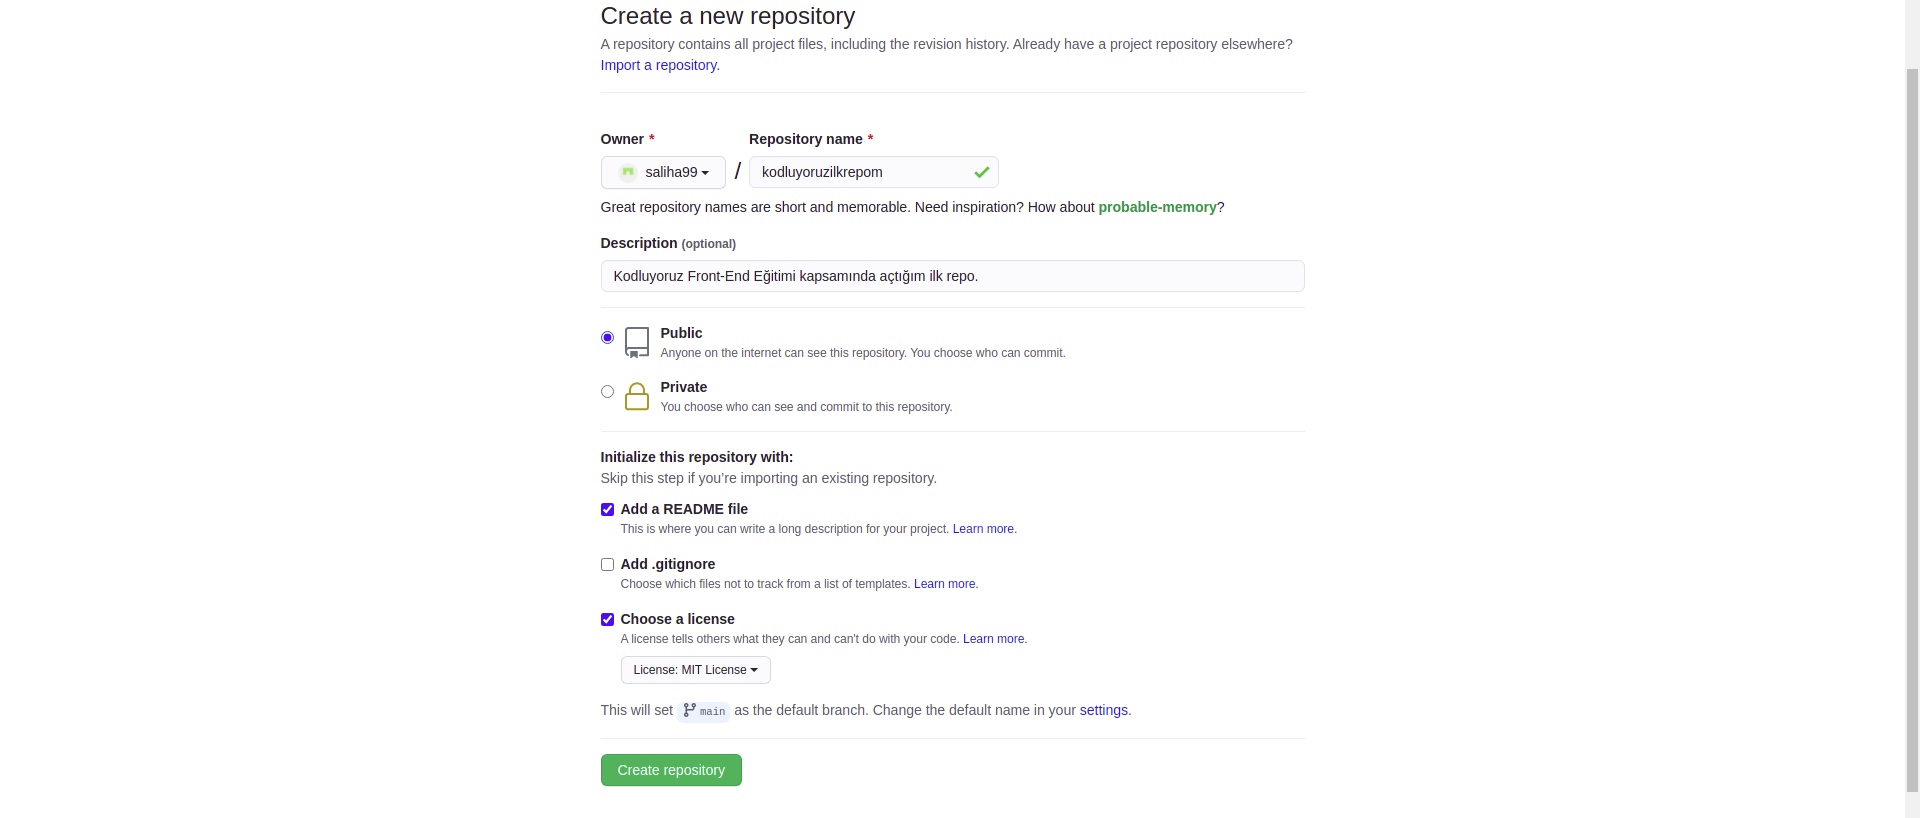 Create a new repository
A repository contains all project files, including the revision history. Already have a project repository elsewhere?
Import a repository.
Owner * Repository name *
saliha99 / kodluyoruzilkrepom
Great repository names are short and memorable. Need inspiration? How about probable-memory?
Description (optional)
Kodluyoruz Front-End Eğitimi kapsamında açtığım ilk repo.
Public
Anyone on the internet can see this repository. You choose who can commit.
Private
You choose who can see and commit to this repository.
Initialize this repository with:
Skip this step if you’re importing an existing repository.
Add a README file
This is where you can write a long description for your project. Learn more.
Add .gitignore
Choose which files not to track from a list of templates. Learn more.
Choose a license
A license tells others what they can and can't do with your code. Learn more.
License: MIT License
This will set main as the default branch. Change the default name in your settings.
Create repository